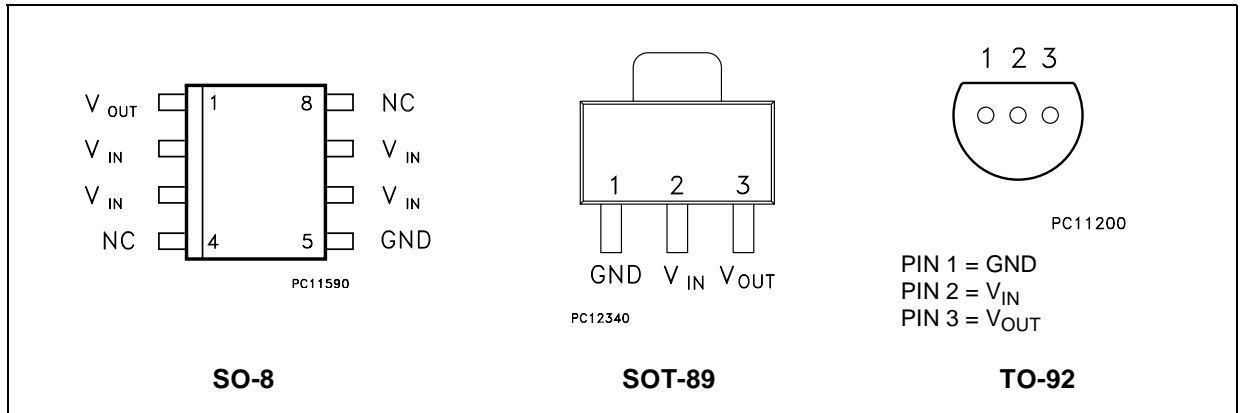 V OUT 1 8 NC
V IN V IN
V IN V IN
NC 4 5 GND
PC11590
SO-8
1 2 3
GND V IN V OUT
PC12340
SOT-89
1 2 3
PC11200
PIN 1 = GND
PIN 2 = VIN
PIN 3 = VOUT
TO-92